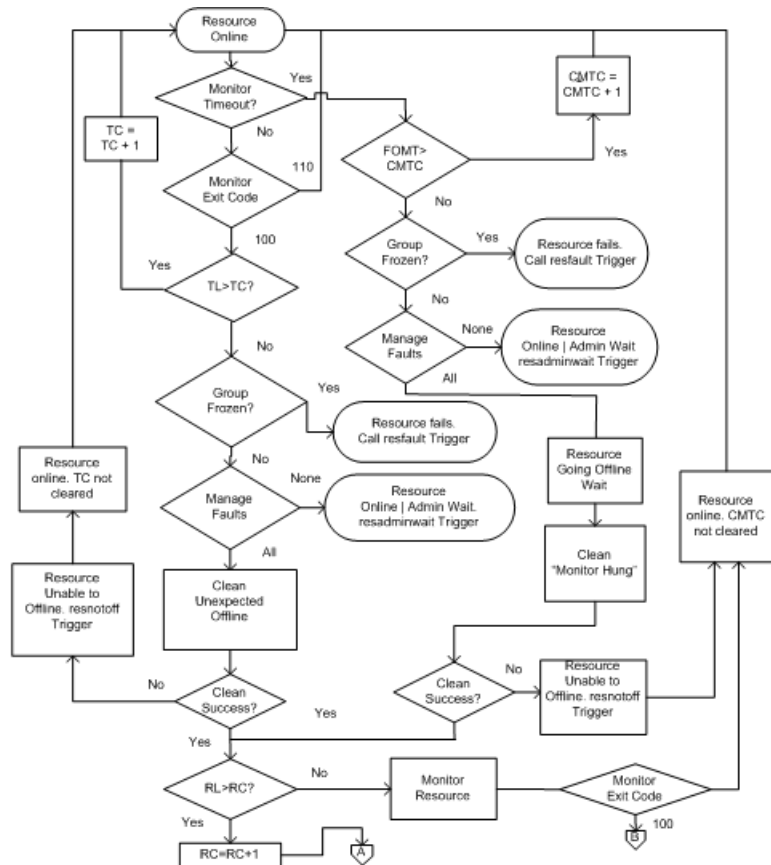 Resource
Online
Yes
Monitor
Timeout?
CMTC =
CMTC + 1
TC =
TC + 1
No
FOMT>
CMTC
Yes
110
Monitor
Exit Code
No
100
Yes
Group
Frozen?
Yes
Resource fails.
Call resfault Trigger
TL>TC?
No
Manage
Faults
None
Resource
Online | Admin Wait
resadminwait Trigger
No
All
Group
Frozen?
Yes
Resource fails.
Call resfault Trigger
Resource
online. TC not
cleared
Resource
Going Offline
Wait
Resource
online. CMTC
not cleared
No
None
Manage
Faults
Resource
Online | Admin Wait.
resadminwait Trigger
All
Clean
"Monitor Hung"
Resource
Unable to
Offline. resnotoff
Trigger
Clean
Unexpected
Offline
No
Clean
Success?
No
Resource
Unable to
Offline. resnotoff
Trigger
Clean
Success?
Yes
Yes
RL>RC?
No
Monitor
Resource
Monitor
Exit Code
Yes
100
RC=RC+1
A
B